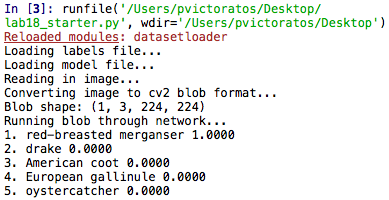 In [3]: runfile('/Users/pvictoratos/Desktop/
lab18_starter.py', wdir='/Users/pvictoratos/Desktop')
Reloaded modules: datasetloader
Loading labels file...
Loading model file...
Reading in image...
Converting image to cv2 blob format...
Blob shape: (1, 3, 224, 224)
Running blob through network...
1. red-breasted merganser 1.0000
2. drake 0.0000
3. American coot 0.0000
4. European gallinule 0.0000
5. oystercatcher 0.0000